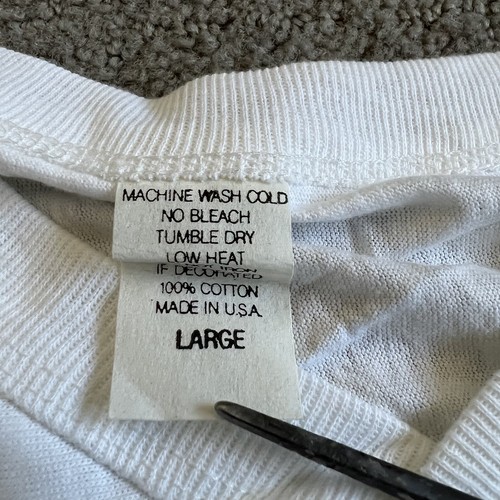 MACHINE WASH COLD
NO BLEACH
TUMBLE DRY
LOW HEAT
IF DECORATED
100% COTTON
MADE IN U.S.A.
LARGE